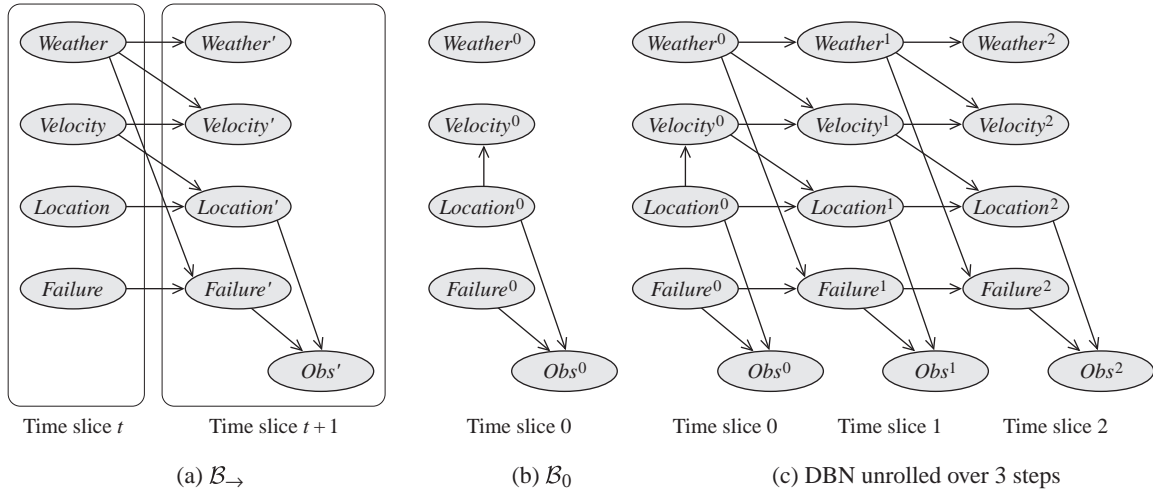 Weather Weather' Weather⁰ Weather⁰ Weather¹ Weather²
Velocity Velocity' Velocity⁰ Velocity⁰ Velocity¹ Velocity²
Location Location' Location⁰ Location⁰ Location¹ Location²
Failure Failure' Failure⁰ Failure⁰ Failure¹ Failure²
Obs' Obs⁰ Obs⁰ Obs¹ Obs²
Time slice t Time slice t+1 Time slice 0 Time slice 0 Time slice 1 Time slice 2
(a) B→ (b) B₀ (c) DBN unrolled over 3 steps